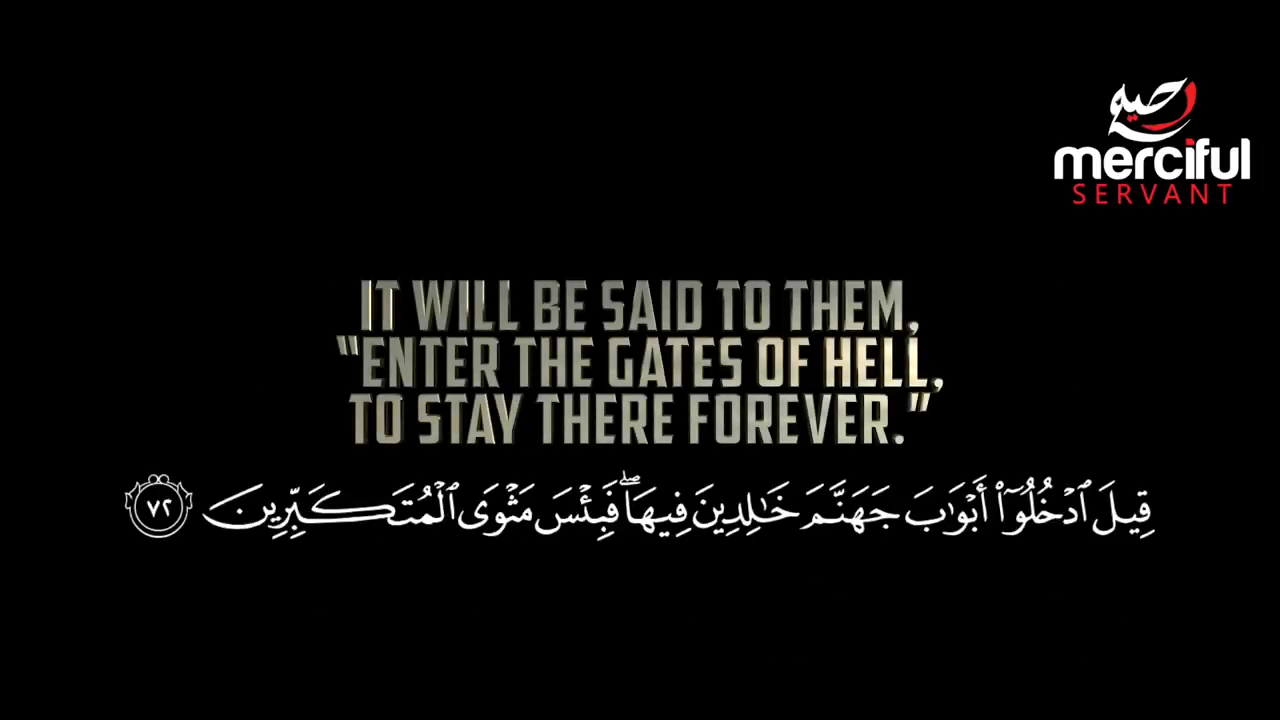 رحيم
merciful
SERVANT
IT WILL BE SAID TO THEM,
"ENTER THE GATES OF HELL,
TO STAY THERE FOREVER."
قِيلَ ٱدْخُلُوٓا۟ أَبْوَٰبَ جَهَنَّمَ خَـٰلِدِينَ فِيهَا ۖ فَبِئْسَ مَثْوَى ٱلْمُتَكَبِّرِينَ ٧٢